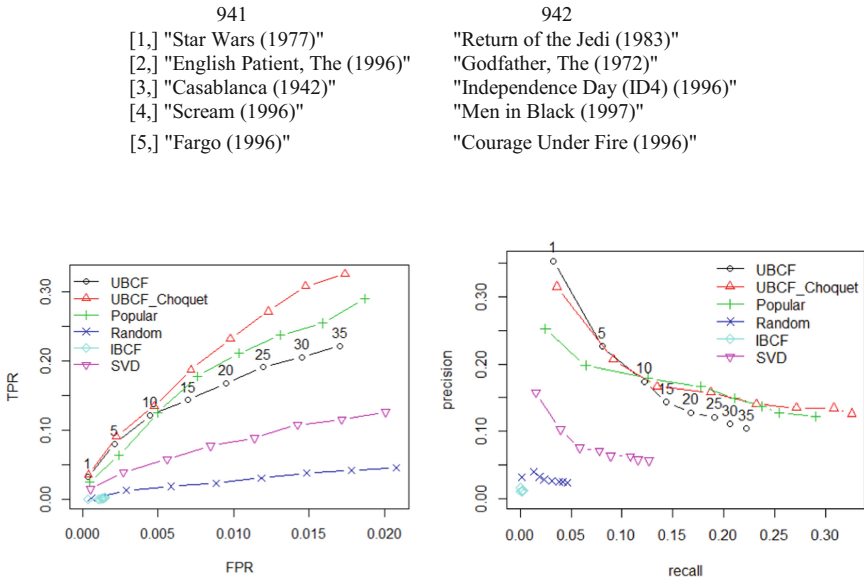 941 942
[1,] "Star Wars (1977)" "Return of the Jedi (1983)"
[2,] "English Patient, The (1996)" "Godfather, The (1972)"
[3,] "Casablanca (1942)" "Independence Day (ID4) (1996)"
[4,] "Scream (1996)" "Men in Black (1997)"
[5,] "Fargo (1996)" "Courage Under Fire (1996)"
UBCF
UBCF_Choquet
Popular
Random
IBCF
SVD
1 5 10 15 20 25 30 35
TPR
0.00 0.10 0.20 0.30
0.000 0.005 0.010 0.015 0.020
FPR
UBCF
UBCF_Choquet
Popular
Random
IBCF
SVD
1 5 10 15 20 25 30 35
precision
0.00 0.10 0.20 0.30
0.00 0.05 0.10 0.15 0.20 0.25 0.30
recall